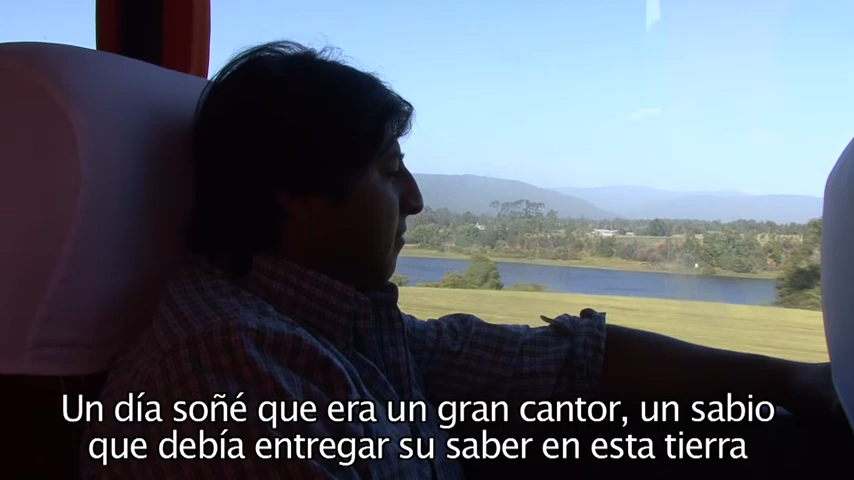 Un día soñé que era un gran cantor, un sabio
que debía entregar su saber en esta tierra